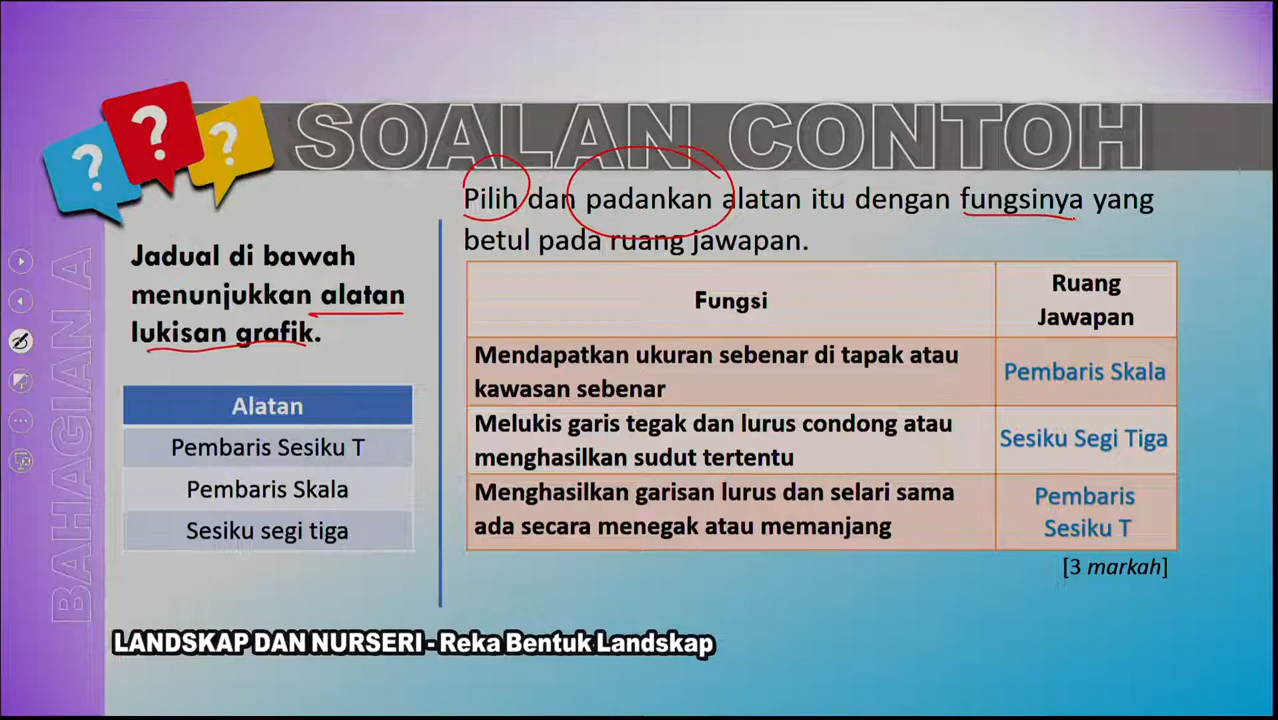 ? ? ?
SOALAN CONTOH
BAHAGIAN A
Jadual di bawah
menunjukkan alatan
lukisan grafik.
Alatan
Pembaris Sesiku T
Pembaris Skala
Sesiku segi tiga
Pilih dan padankan alatan itu dengan fungsinya yang
betul pada ruang jawapan.
Fungsi
Ruang
Jawapan
Mendapatkan ukuran sebenar di tapak atau
kawasan sebenar
Pembaris Skala
Melukis garis tegak dan lurus condong atau
menghasilkan sudut tertentu
Sesiku Segi Tiga
Menghasilkan garisan lurus dan selari sama
ada secara menegak atau memanjang
Pembaris
Sesiku T
[3 markah]
LANDSKAP DAN NURSERI - Reka Bentuk Landskap